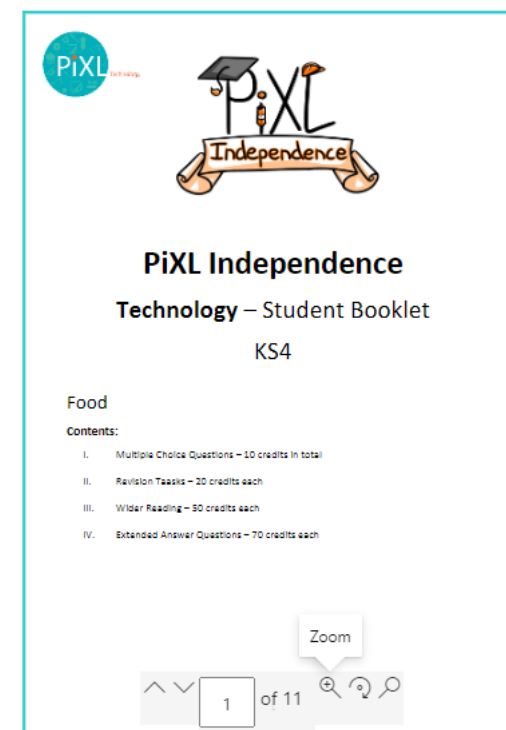 PiXL
Technology
PiXL
Independence
PiXL Independence
Technology – Student Booklet
KS4
Food
Contents:
I. Multiple Choice Questions – 10 credits in total
II. Revision Taasks – 20 credits each
III. Wider Reading – 50 credits each
IV. Extended Answer Questions – 70 credits each
Zoom
1 of 11